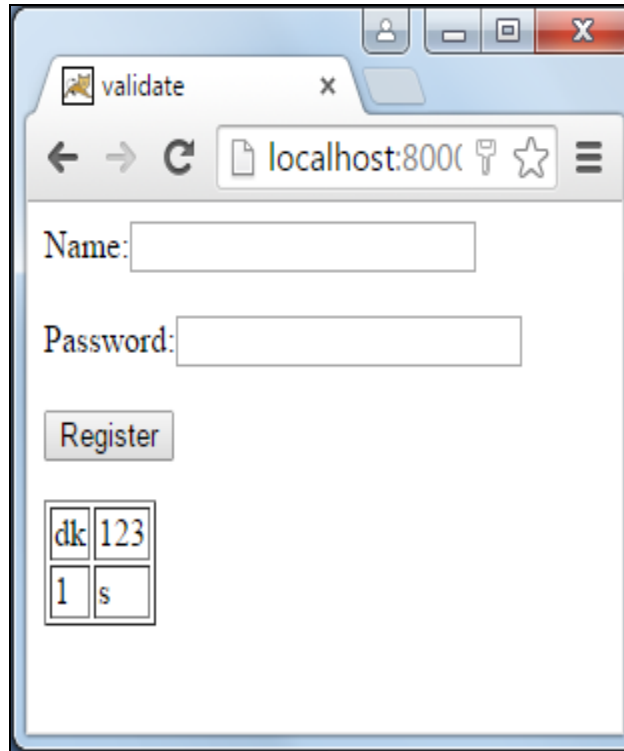 validate
localhost:800
Name:
Password:
Register
dk 123
1 s